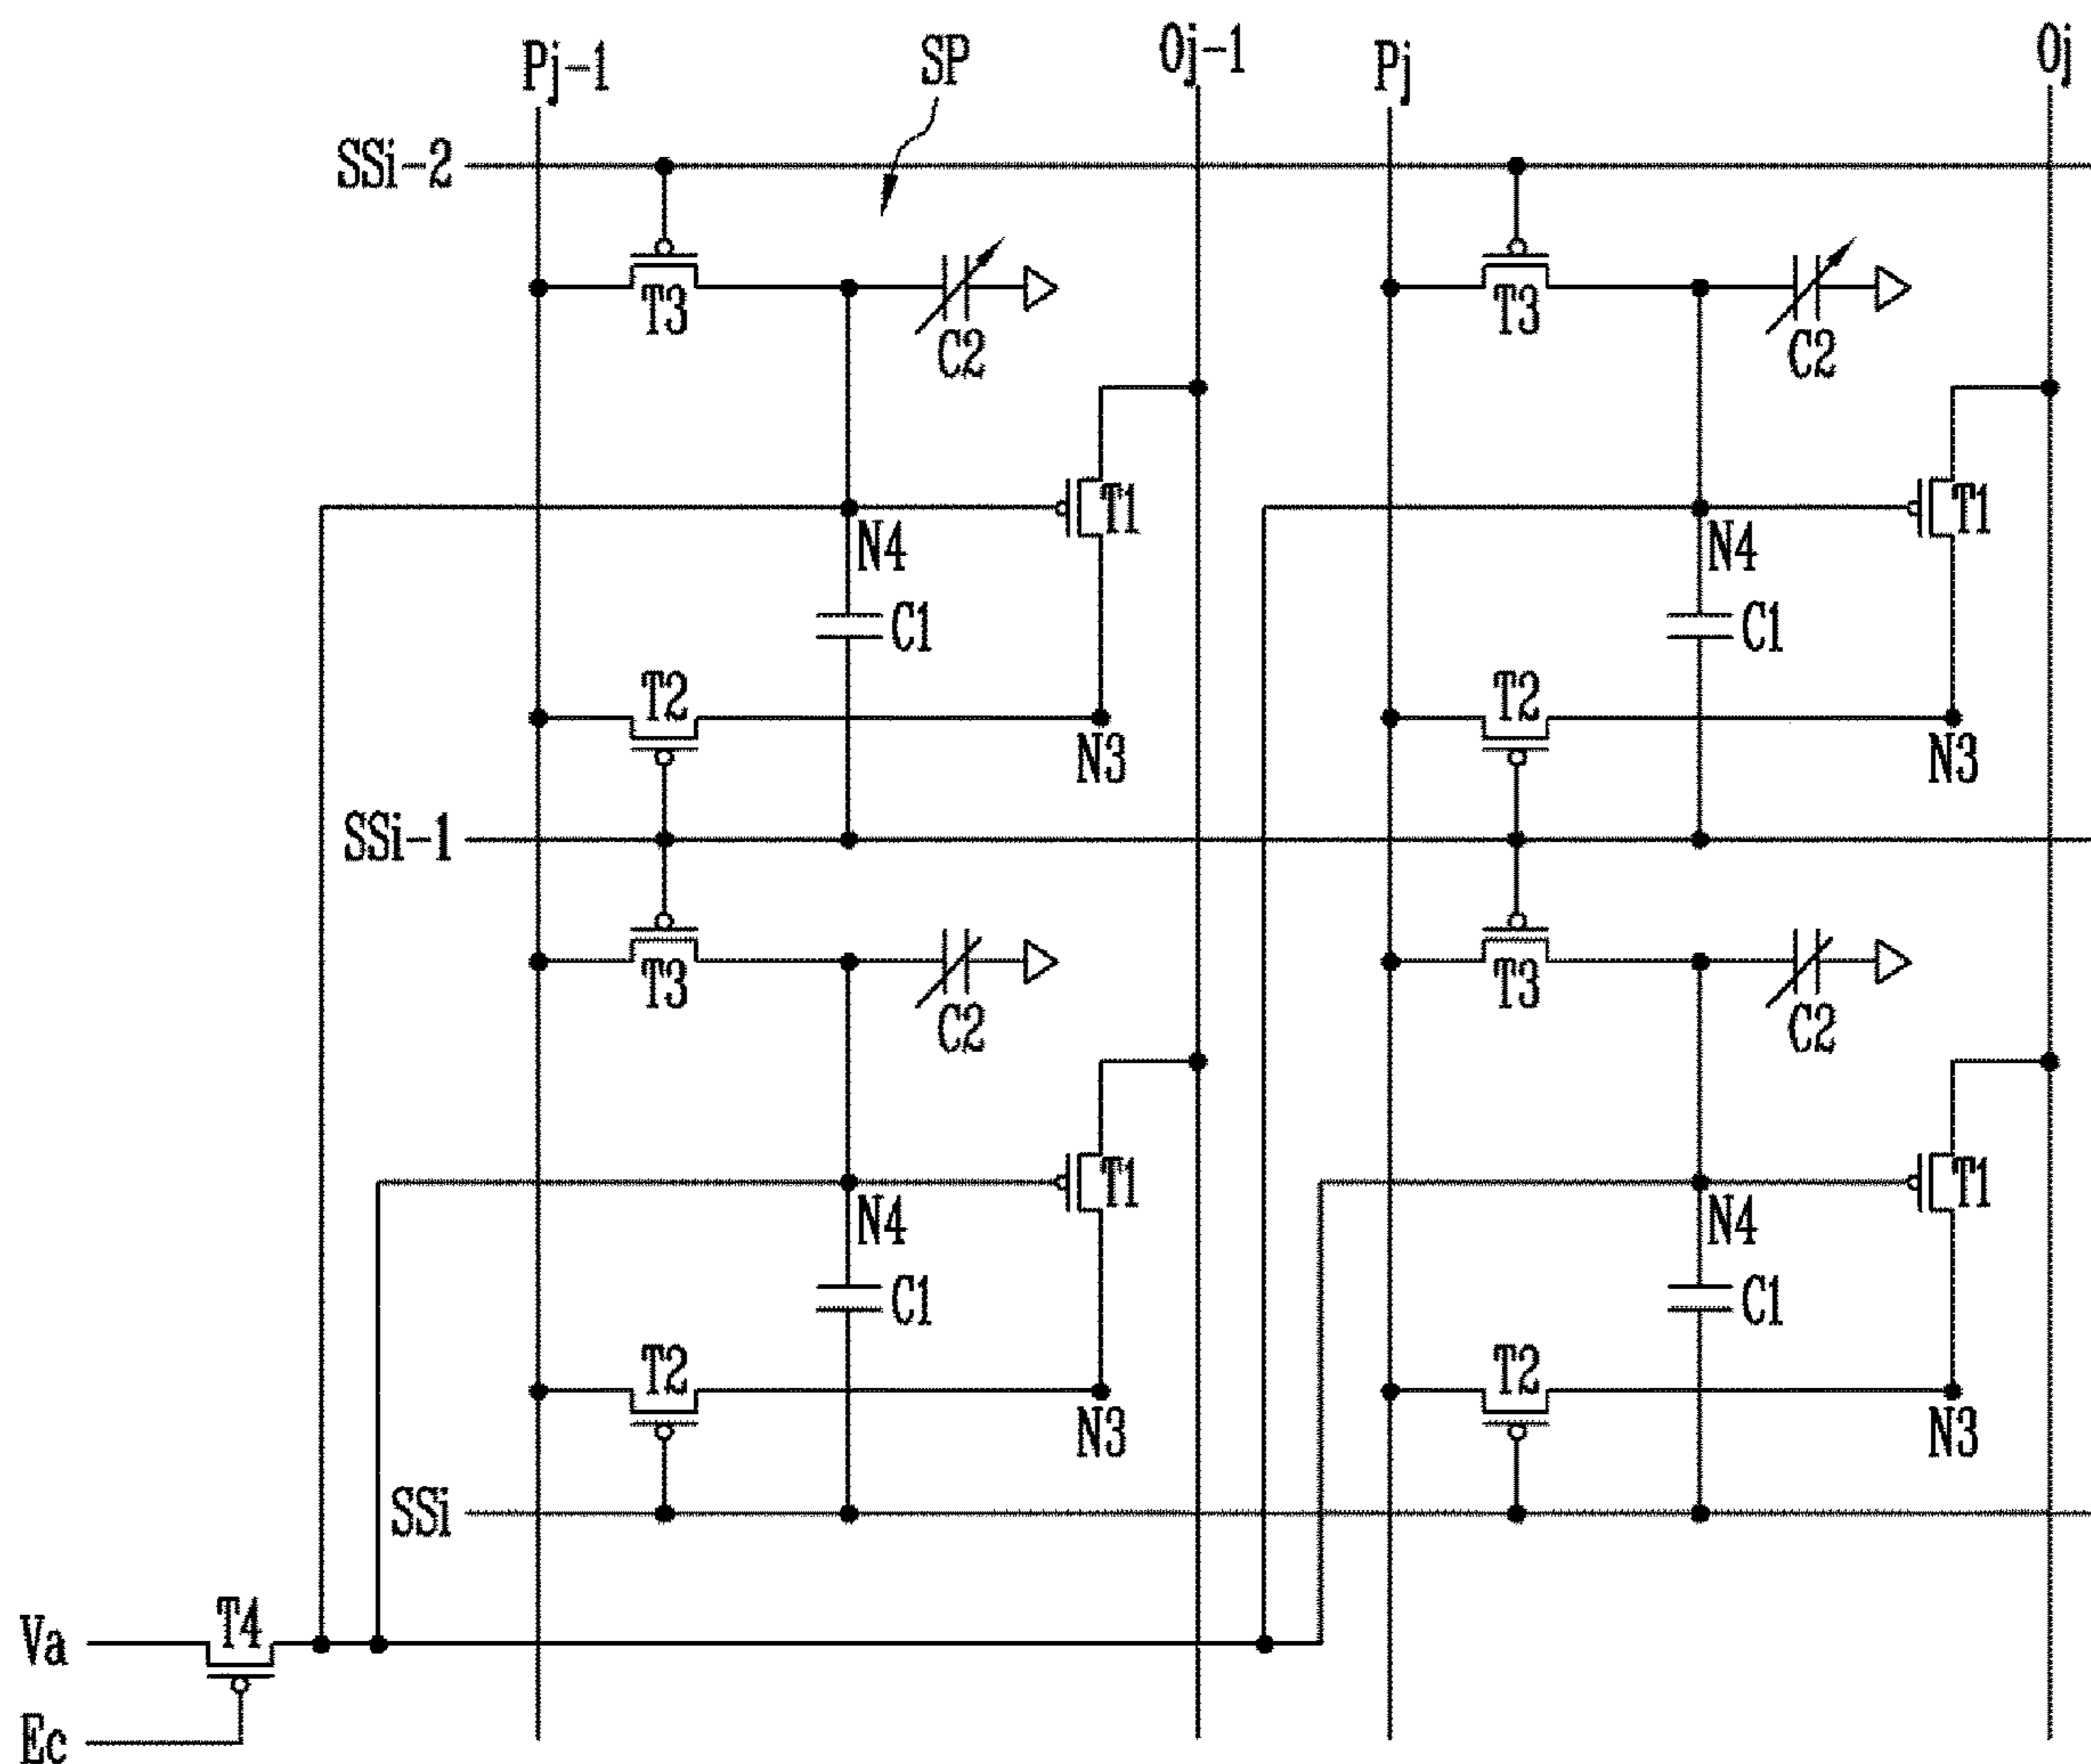 Pj-1
SP
Oj-1
Pj
Oj
SSi-2
T3
C2
T3
C2
T1
T1
N4
N4
C1
C1
T2
T2
N3
N3
SSi-1
T3
C2
T3
C2
T1
T1
N4
N4
C1
C1
T2
T2
N3
N3
SSi
T4
Va
Ec